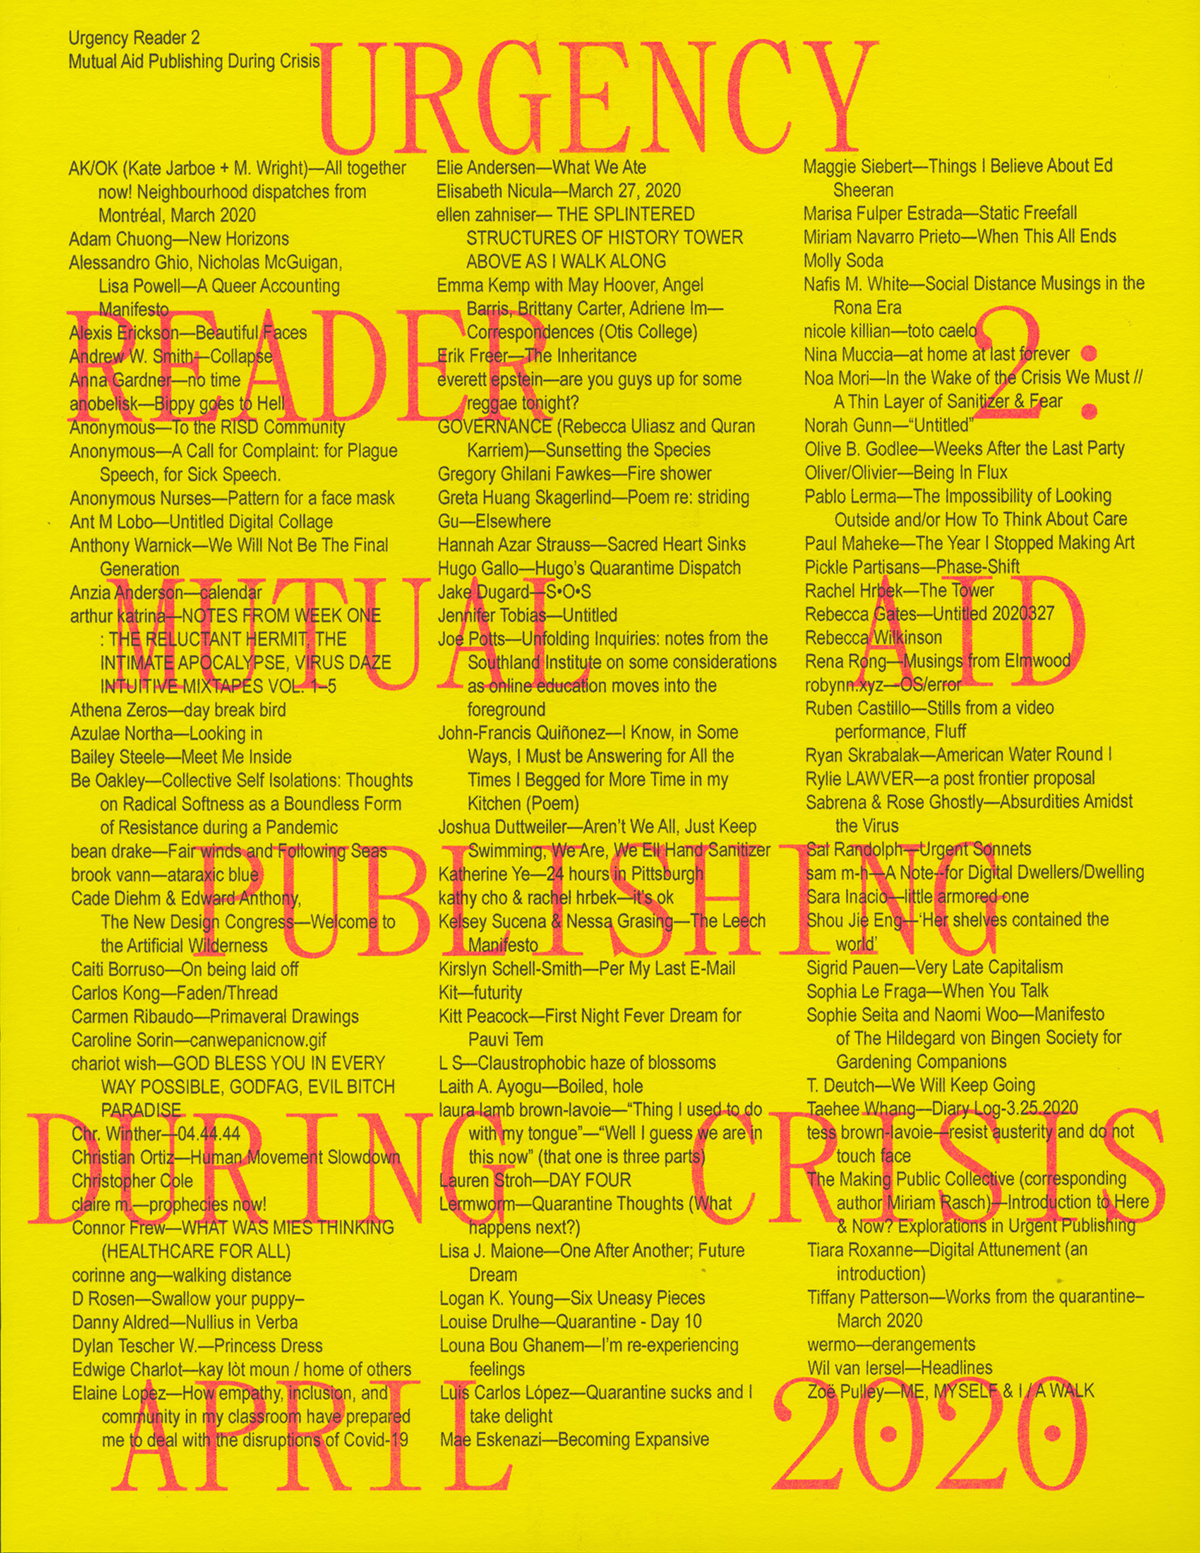 Urgency Reader 2
Mutual Aid Publishing During Crisis
URGENCY
READER 2:
MUTUAL AID
PUBLISHING
DURING CRISIS
APRIL 2020
AK/OK (Kate Jarboe + M. Wright)—All together
now! Neighbourhood dispatches from
Montréal, March 2020
Adam Chuong—New Horizons
Alessandro Ghio, Nicholas McGuigan,
Lisa Powell—A Queer Accounting
Manifesto
Alexis Erickson—Beautiful Faces
Andrew W. Smith—Collapse
Anna Gardner—no time
anobelisk—Bippy goes to Hell
Anonymous—To the RISD Community
Anonymous—A Call for Complaint: for Plague
Speech, for Sick Speech.
Anonymous Nurses—Pattern for a face mask
Ant M Lobo—Untitled Digital Collage
Anthony Warnick—We Will Not Be The Final
Generation
Anzia Anderson—calendar
arthur katrina—NOTES FROM WEEK ONE
: THE RELUCTANT HERMIT, THE
INTIMATE APOCALYPSE, VIRUS DAZE
INTUITIVE MIXTAPES VOL. 1–5
Athena Zeros—day break bird
Azulae Northa—Looking in
Bailey Steele—Meet Me Inside
Be Oakley—Collective Self Isolations: Thoughts
on Radical Softness as a Boundless Form
of Resistance during a Pandemic
bean drake—Fair winds and Following Seas
brook vann—ataraxic blue
Cade Diehm & Edward Anthony,
The New Design Congress—Welcome to
the Artificial Wilderness
Caiti Borruso—On being laid off
Carlos Kong—Faden/Thread
Carmen Ribaudo—Primaveral Drawings
Caroline Sorin—canwepanicnow.gif
chariot wish—GOD BLESS YOU IN EVERY
WAY POSSIBLE, GODFAG, EVIL BITCH
PARADISE
Chr. Winther—04.44.44
Christian Ortiz—Human Movement Slowdown
Christopher Cole
claire m.—prophecies now!
Connor Frew—WHAT WAS MIES THINKING
(HEALTHCARE FOR ALL)
corinne ang—walking distance
D Rosen—Swallow your puppy–
Danny Aldred—Nullius in Verba
Dylan Tescher W.—Princess Dress
Edwige Charlot—kay lòt moun / home of others
Elaine Lopez—How empathy, inclusion, and
community in my classroom have prepared
me to deal with the disruptions of Covid-19
Elie Andersen—What We Ate
Elisabeth Nicula—March 27, 2020
ellen zahniser— THE SPLINTERED
STRUCTURES OF HISTORY TOWER
ABOVE AS I WALK ALONG
Emma Kemp with May Hoover, Angel
Barris, Brittany Carter, Adriene Im—
Correspondences (Otis College)
Erik Freer—The Inheritance
everett epstein—are you guys up for some
reggae tonight?
GOVERNANCE (Rebecca Uliasz and Quran
Karriem)—Sunsetting the Species
Gregory Ghilani Fawkes—Fire shower
Greta Huang Skagerlind—Poem re: striding
Gu—Elsewhere
Hannah Azar Strauss—Sacred Heart Sinks
Hugo Gallo—Hugo's Quarantime Dispatch
Jake Dugard—S•O•S
Jennifer Tobias—Untitled
Joe Potts—Unfolding Inquiries: notes from the
Southland Institute on some considerations
as online education moves into the
foreground
John-Francis Quiñonez—I Know, in Some
Ways, I Must be Answering for All the
Times I Begged for More Time in my
Kitchen (Poem)
Joshua Duttweiler—Aren't We All, Just Keep
Swimming, We Are, We Ell Hand Sanitizer
Katherine Ye—24 hours in Pittsburgh
kathy cho & rachel hrbek—it's ok
Kelsey Sucena & Nessa Grasing—The Leech
Manifesto
Kirslyn Schell-Smith—Per My Last E-Mail
Kit—futurity
Kitt Peacock—First Night Fever Dream for
Pauvi Tem
L S—Claustrophobic haze of blossoms
Laith A. Ayogu—Boiled, hole
laura lamb brown-lavoie—“Thing I used to do
with my tongue”—“Well I guess we are in
this now” (that one is three parts)
Lauren Stroh—DAY FOUR
Lermworm—Quarantine Thoughts (What
happens next?)
Lisa J. Maione—One After Another; Future
Dream
Logan K. Young—Six Uneasy Pieces
Louise Drulhe—Quarantine - Day 10
Louna Bou Ghanem—I'm re-experiencing
feelings
Luis Carlos López—Quarantine sucks and I
take delight
Mae Eskenazi—Becoming Expansive
Maggie Siebert—Things I Believe About Ed
Sheeran
Marisa Fulper Estrada—Static Freefall
Miriam Navarro Prieto—When This All Ends
Molly Soda
Nafis M. White—Social Distance Musings in the
Rona Era
nicole killian—toto caelo
Nina Muccia—at home at last forever
Noa Mori—In the Wake of the Crisis We Must //
A Thin Layer of Sanitizer & Fear
Norah Gunn—“Untitled”
Olive B. Godlee—Weeks After the Last Party
Oliver/Olivier—Being In Flux
Pablo Lerma—The Impossibility of Looking
Outside and/or How To Think About Care
Paul Maheke—The Year I Stopped Making Art
Pickle Partisans—Phase-Shift
Rachel Hrbek—The Tower
Rebecca Gates—Untitled 2020327
Rebecca Wilkinson
Rena Rong—Musings from Elmwood
robynn.xyz—OS/error
Ruben Castillo—Stills from a video
performance, Fluff
Ryan Skrabalak—American Water Round I
Rylie LAWVER—a post frontier proposal
Sabrena & Rose Ghostly—Absurdities Amidst
the Virus
Sal Randolph—Urgent Sonnets
sam m-h—A Note--for Digital Dwellers/Dwelling
Sara Inacio—little armored one
Shou Jie Eng—‘Her shelves contained the
world’
Sigrid Pauen—Very Late Capitalism
Sophia Le Fraga—When You Talk
Sophie Seita and Naomi Woo—Manifesto
of The Hildegard von Bingen Society for
Gardening Companions
T. Deutch—We Will Keep Going
Taehee Whang—Diary Log-3.25.2020
tess brown-lavoie—resist austerity and do not
touch face
The Making Public Collective (corresponding
author Miriam Rasch)—Introduction to Here
& Now? Explorations in Urgent Publishing
Tiara Roxanne—Digital Attunement (an
introduction)
Tiffany Patterson—Works from the quarantine–
March 2020
wermo—derangements
Wil van Iersel—Headlines
Zoë Pulley—ME, MYSELF & I / A WALK